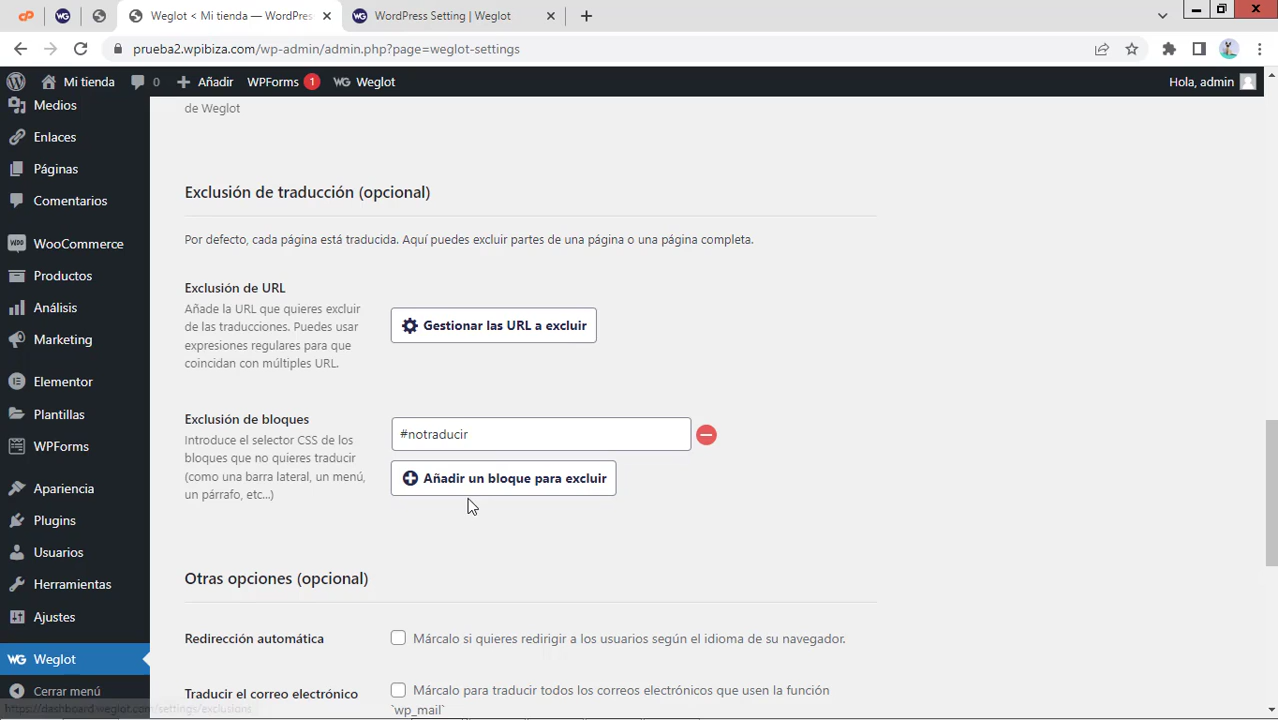 Weglot < Mi tienda — WordPress
WordPress Setting | Weglot
prueba2.wpibiza.com/wp-admin/admin.php?page=weglot-settings
Mi tienda
0
Añadir
WPForms 1
WG Weglot
Hola, admin
Medios
Enlaces
Páginas
Comentarios
WooCommerce
Productos
Análisis
Marketing
Elementor
Plantillas
WPForms
Apariencia
Plugins
Usuarios
Herramientas
Ajustes
WG Weglot
Cerrar menú
de Weglot
Exclusión de traducción (opcional)
Por defecto, cada página está traducida. Aquí puedes excluir partes de una página o una página completa.
Exclusión de URL
Añade la URL que quieres excluir
de las traducciones. Puedes usar
expresiones regulares para que
coincidan con múltiples URL.
Gestionar las URL a excluir
Exclusión de bloques
Introduce el selector CSS de los
bloques que no quieres traducir
(como una barra lateral, un menú,
un párrafo, etc...)
#notraducir
Añadir un bloque para excluir
Otras opciones (opcional)
Redirección automática
Márcalo si quieres redirigir a los usuarios según el idioma de su navegador.
Traducir el correo electrónico
Márcalo para traducir todos los correos electrónicos que usen la función
`wp_mail`
https://dashboard.weglot.com/settings/exclusions